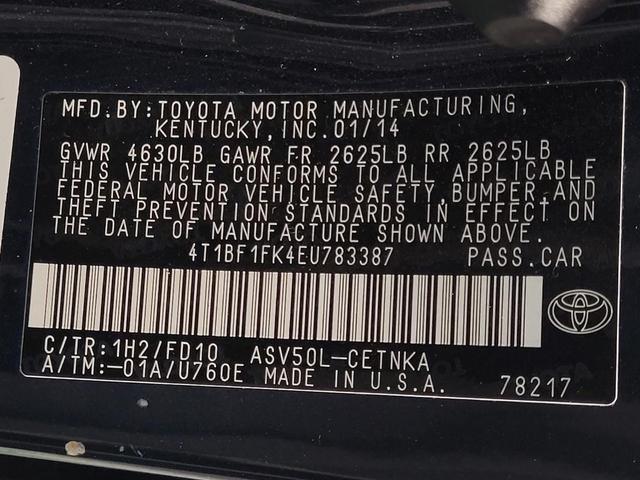 MFD. BY: TOYOTA MOTOR MANUFACTURING,
KENTUCKY, INC. 01/14
GVWR 4630LB GAWR FR 2625LB RR 2625LB
THIS VEHICLE CONFORMS TO ALL APPLICABLE
FEDERAL MOTOR VEHICLE SAFETY, BUMPER, AND
THEFT PREVENTION STANDARDS IN EFFECT ON
THE DATE OF MANUFACTURE SHOWN ABOVE.
4T1BF1FK4EU783387 PASS. CAR
C/TR: 1H2/FD10 ASV50L-CETNKA
A/TM: -01A/U760E MADE IN U.S.A. 78217